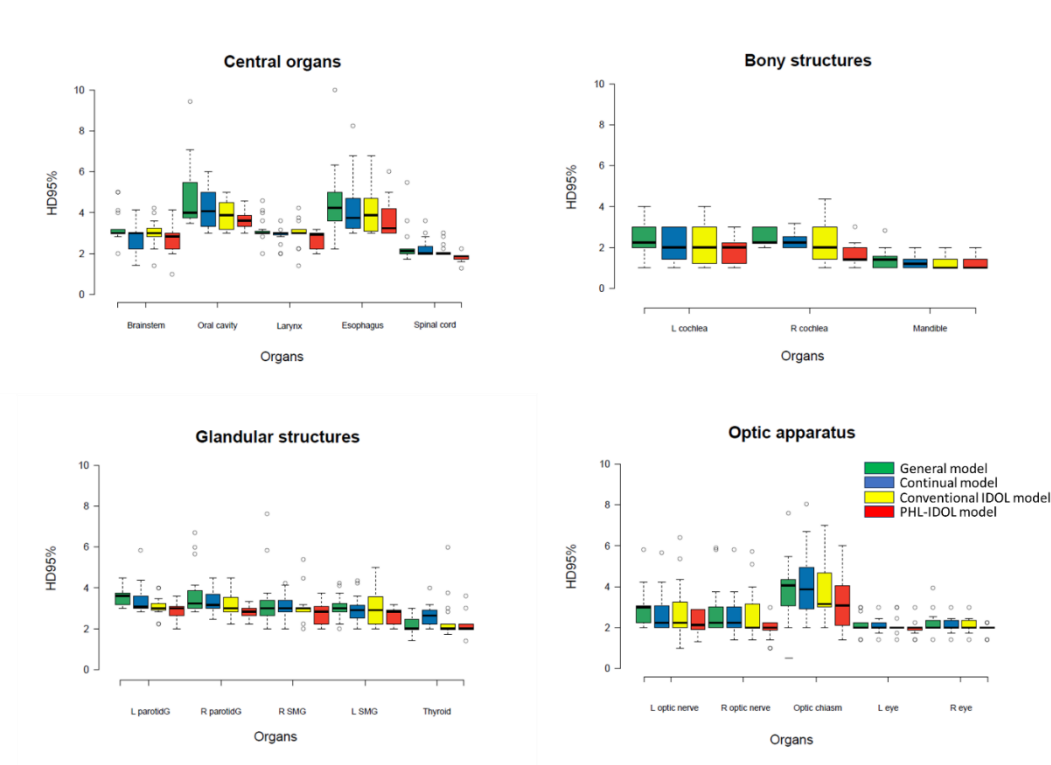 Central organs
HD95%
10
8
6
4
2
0
Brainstem Oral cavity Larynx Esophagus Spinal cord
Organs
Bony structures
HD95%
10
8
6
4
2
0
L cochlea R cochlea Mandible
Organs
Glandular structures
HD95%
10
8
6
4
2
0
L parotidG R parotidG R SMG L SMG Thyroid
Organs
Optic apparatus
HD95%
10
8
6
4
2
0
General model
Continual model
Conventional IDOL model
PHL-IDOL model
L optic nerve R optic nerve Optic chiasm L eye R eye
Organs